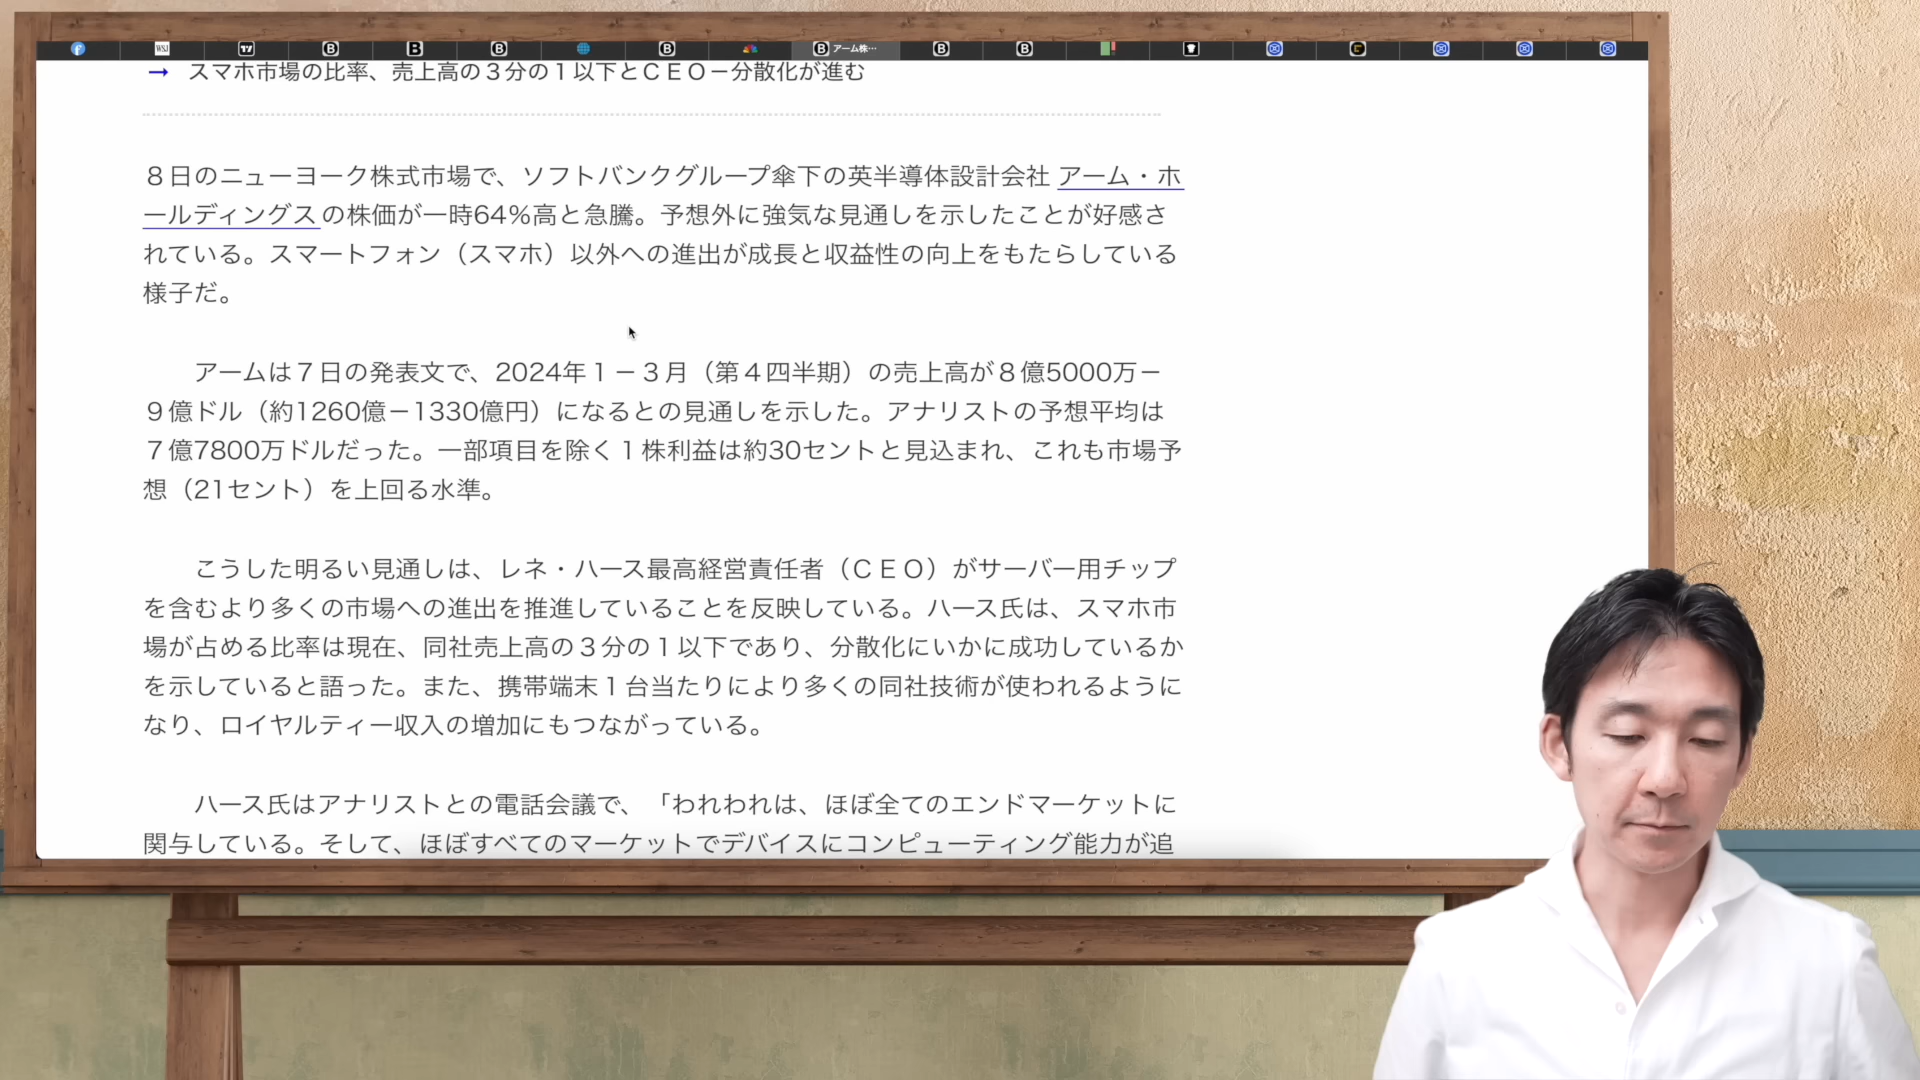 WSJ
アーム株…
→ スマホ市場の比率、売上高の３分の１以下とＣＥＯ－分散化が進む
８日のニューヨーク株式市場で、ソフトバンクグループ傘下の英半導体設計会社 アーム・ホ
ールディングス の株価が一時64％高と急騰。予想外に強気な見通しを示したことが好感さ
れている。スマートフォン（スマホ）以外への進出が成長と収益性の向上をもたらしている
様子だ。
アームは７日の発表文で、2024年１－３月（第４四半期）の売上高が８億5000万－
９億ドル（約1260億－1330億円）になるとの見通しを示した。アナリストの予想平均は
７億7800万ドルだった。一部項目を除く１株利益は約30セントと見込まれ、これも市場予
想（21セント）を上回る水準。
こうした明るい見通しは、レネ・ハース最高経営責任者（ＣＥＯ）がサーバー用チップ
を含むより多くの市場への進出を推進していることを反映している。ハース氏は、スマホ市
場が占める比率は現在、同社売上高の３分の１以下であり、分散化にいかに成功しているか
を示していると語った。また、携帯端末１台当たりにより多くの同社技術が使われるように
なり、ロイヤルティー収入の増加にもつながっている。
ハース氏はアナリストとの電話会議で、「われわれは、ほぼ全てのエンドマーケットに
関与している。そして、ほぼすべてのマーケットでデバイスにコンピューティング能力が追